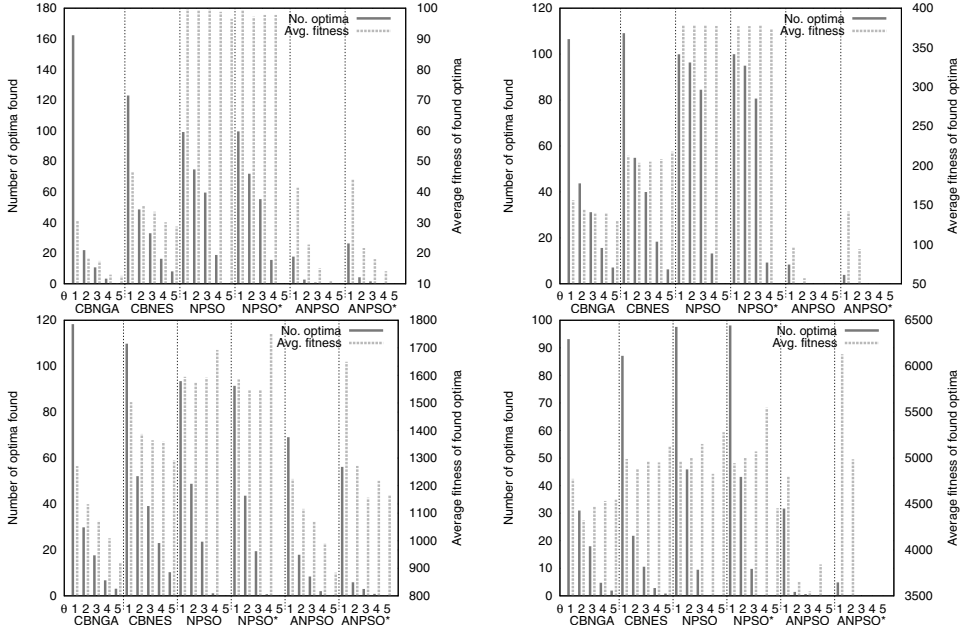 No. optima
Avg. fitness
Number of optima found
180
160
140
120
100
80
60
40
20
0
100
90
80
70
60
50
40
30
20
10
Average fitness of found optima
0 1 2 3 4 5 1 2 3 4 5 1 2 3 4 5 1 2 3 4 5 1 2 3 4 5 1 2 3 4 5
CBNGA CBNES NPSO NPSO* ANPSO ANPSO*
No. optima
Avg. fitness
Number of optima found
120
100
80
60
40
20
0
400
350
300
250
200
150
100
50
Average fitness of found optima
0 1 2 3 4 5 1 2 3 4 5 1 2 3 4 5 1 2 3 4 5 1 2 3 4 5 1 2 3 4 5
CBNGA CBNES NPSO NPSO* ANPSO ANPSO*
No. optima
Avg. fitness
Number of optima found
120
100
80
60
40
20
0
1800
1700
1600
1500
1400
1300
1200
1100
1000
900
800
Average fitness of found optima
0 1 2 3 4 5 1 2 3 4 5 1 2 3 4 5 1 2 3 4 5 1 2 3 4 5 1 2 3 4 5
CBNGA CBNES NPSO NPSO* ANPSO ANPSO*
No. optima
Avg. fitness
Number of optima found
100
90
80
70
60
50
40
30
20
10
0
6500
6000
5500
5000
4500
4000
3500
Average fitness of found optima
0 1 2 3 4 5 1 2 3 4 5 1 2 3 4 5 1 2 3 4 5 1 2 3 4 5 1 2 3 4 5
CBNGA CBNES NPSO NPSO* ANPSO ANPSO*